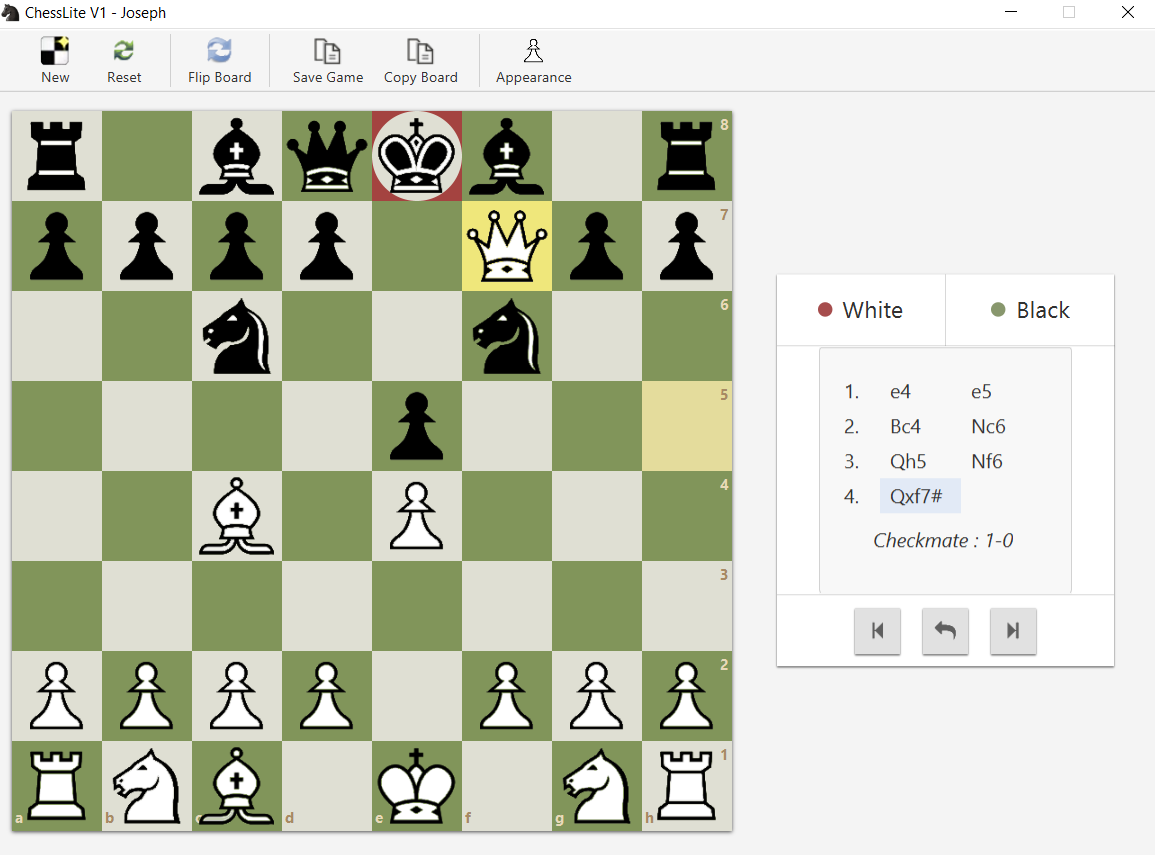 ChessLite V1 - Joseph
New Reset Flip Board Save Game Copy Board Appearance
8
7
6
5
4
3
2
1
a b c d e f g h
White Black
1. e4 e5
2. Bc4 Nc6
3. Qh5 Nf6
4. Qxf7#
Checkmate : 1-0